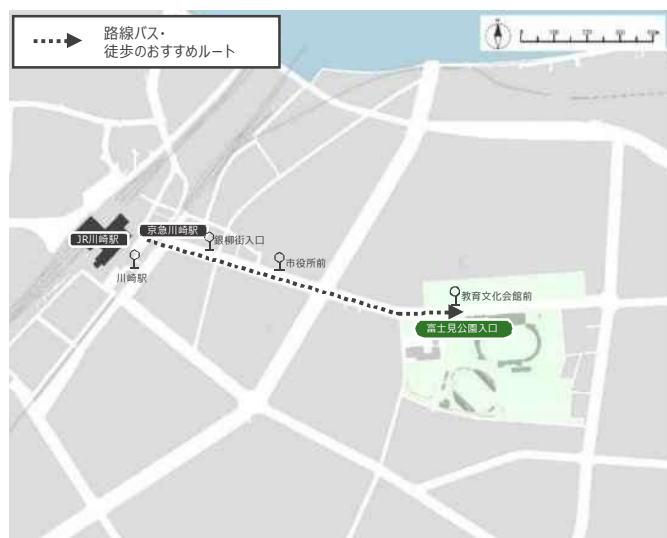 路線バス・
徒歩のおすすめルート
JR川崎駅
京急川崎駅
銀柳街入口
川崎駅
市役所前
教育文化会館前
富士見公園入口